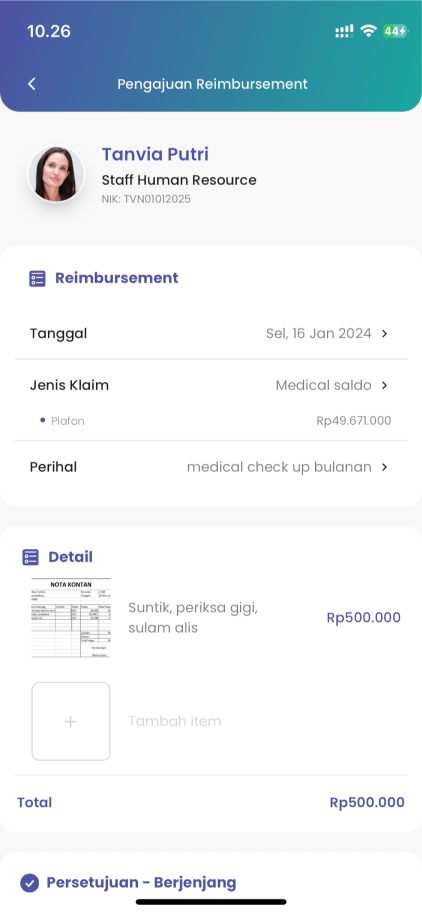 10.26
44
Pengajuan Reimbursement
Tanvia Putri
Staff Human Resource
NIK: TVN01012025
Reimbursement
Tanggal Sel, 16 Jan 2024
Jenis Klaim Medical saldo
Plafon Rp49.671.000
Perihal medical check up bulanan
Detail
NOTA KONTAN
Suntik, periksa gigi,
sulam alis
Rp500.000
Tambah item
Total Rp500.000
Persetujuan - Berjenjang